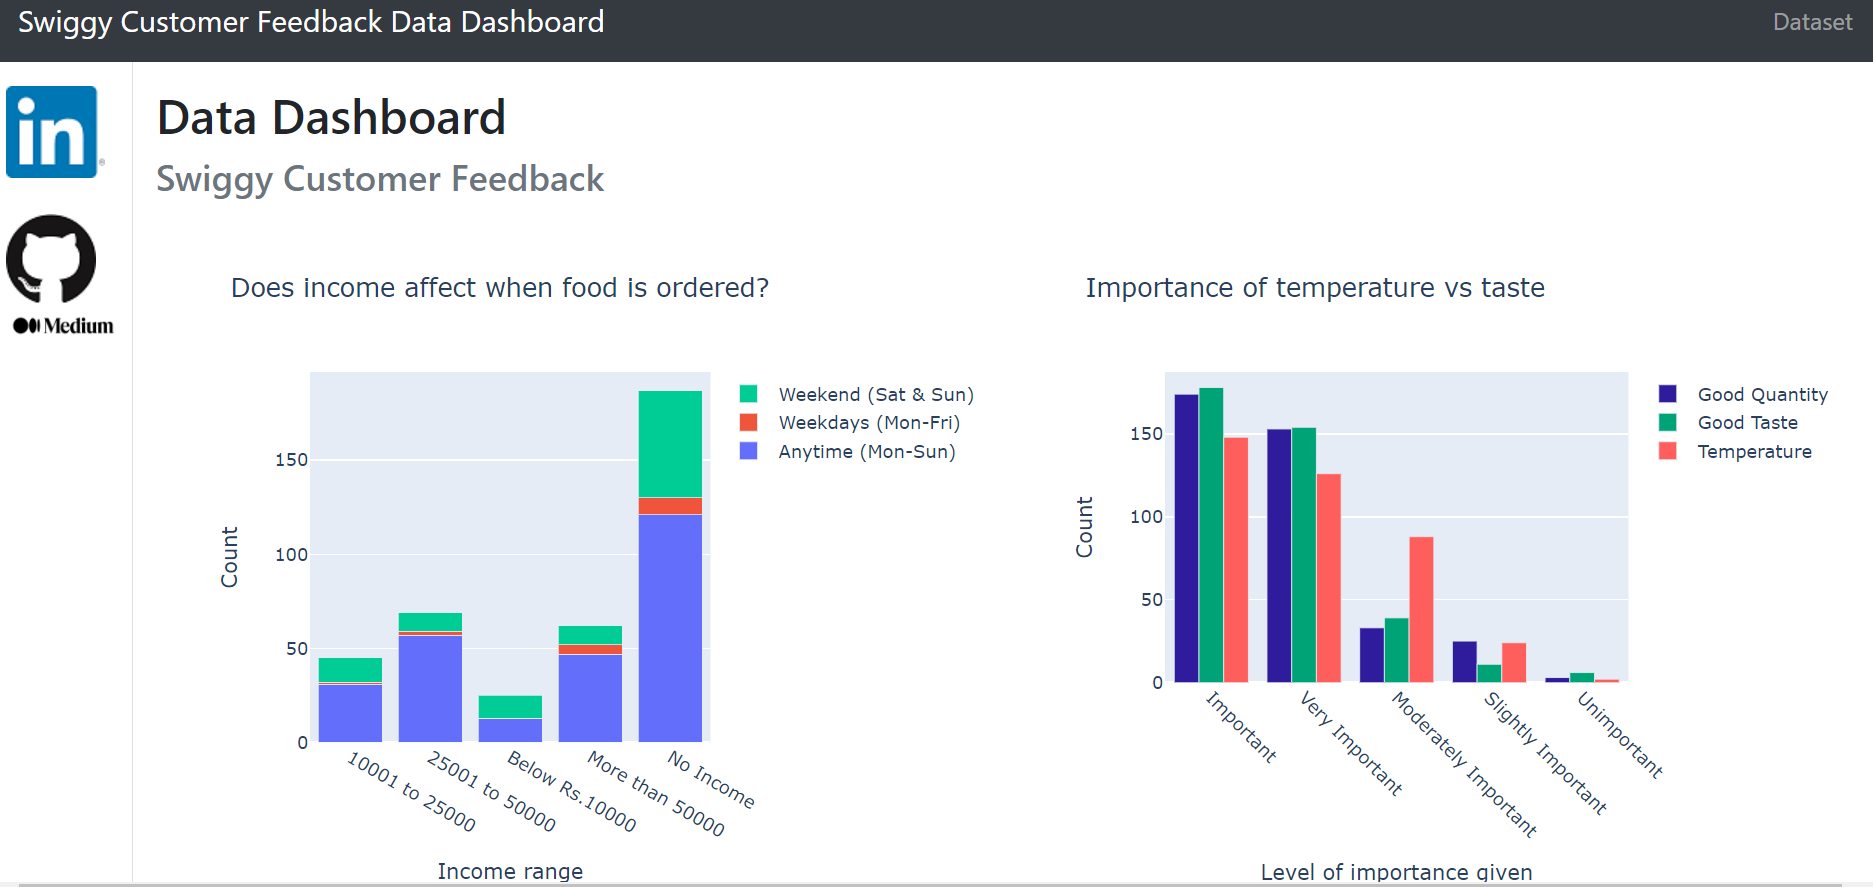 Swiggy Customer Feedback Data Dashboard
Dataset
in
®
Medium
Data Dashboard
Swiggy Customer Feedback
Does income affect when food is ordered?
Count
150
100
50
0
10001 to 25000
25001 to 50000
Below Rs.10000
More than 50000
No Income
Income range
Weekend (Sat & Sun)
Weekdays (Mon-Fri)
Anytime (Mon-Sun)
Importance of temperature vs taste
Count
150
100
50
0
Important
Very Important
Moderately Important
Slightly Important
Unimportant
Level of importance given
Good Quantity
Good Taste
Temperature